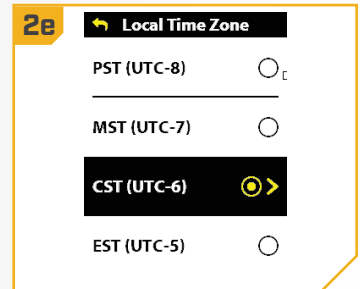 2e
Local Time Zone
PST (UTC-8)
MST (UTC-7)
CST (UTC-6)
EST (UTC-5)